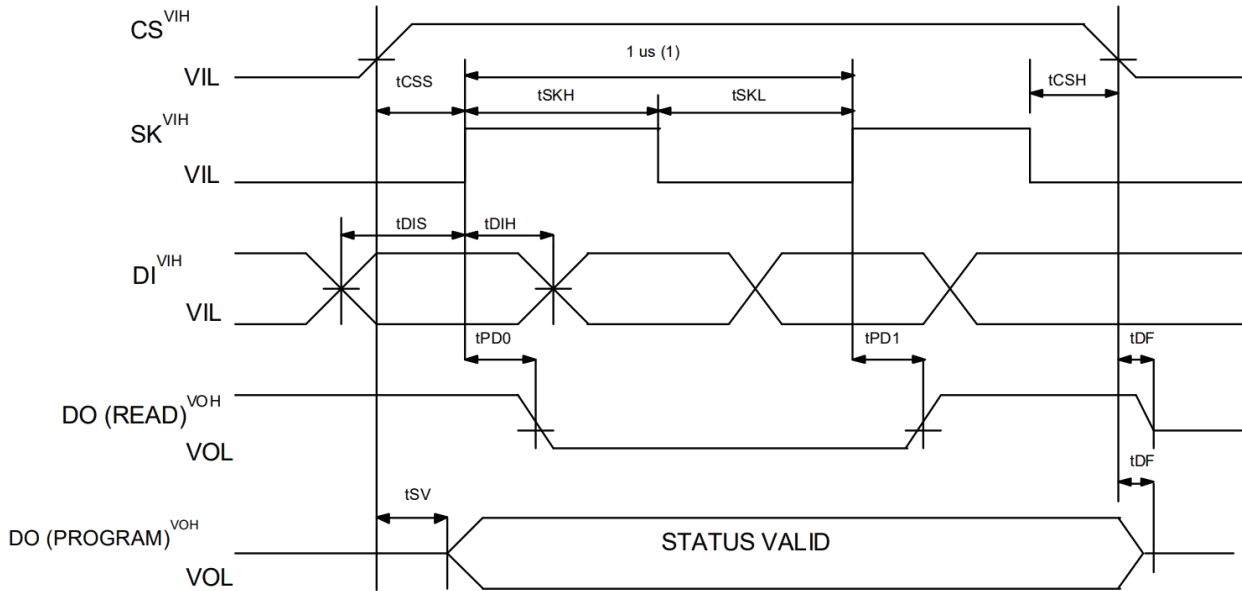 CS VIH
1 us (1)
VIL
tCSS
tCSH
tSKH
tSKL
SK VIH
VIL
tDIS
tDIH
DI VIH
VIL
tPD0
tPD1
tDF
DO (READ) VOH
VOL
tDF
tSV
DO (PROGRAM) VOH
STATUS VALID
VOL